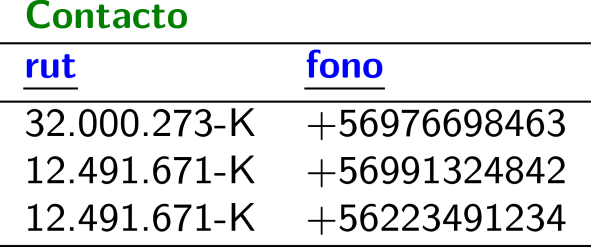 Contacto
rut fono
32.000.273-K +56976698463
12.491.671-K +56991324842
12.491.671-K +56223491234